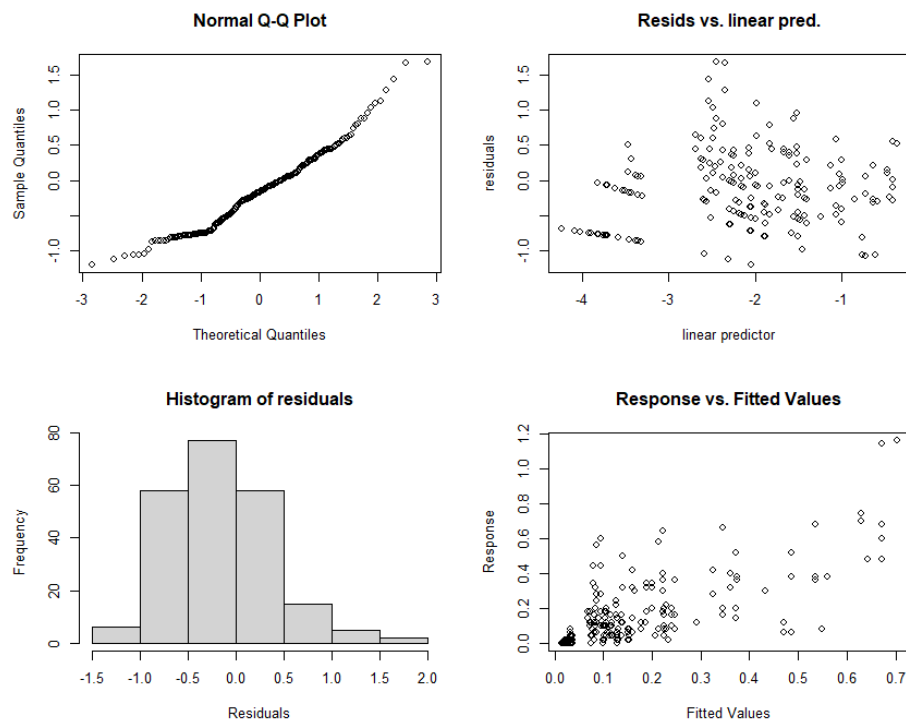 Normal Q-Q Plot
Sample Quantiles
-1.0 0.0 0.5 1.0 1.5
-3 -2 -1 0 1 2 3
Theoretical Quantiles
Resids vs. linear pred.
residuals
-1.0 0.0 0.5 1.0 1.5
-4 -3 -2 -1
linear predictor
Histogram of residuals
Frequency
0 20 40 60 80
-1.5 -1.0 -0.5 0.0 0.5 1.0 1.5 2.0
Residuals
Response vs. Fitted Values
Response
0.0 0.2 0.4 0.6 0.8 1.0 1.2
0.0 0.1 0.2 0.3 0.4 0.5 0.6 0.7
Fitted Values